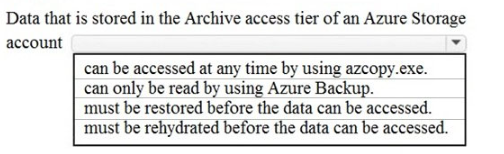 Data that is stored in the Archive access tier of an Azure Storage
account
can be accessed at any time by using azcopy.exe.
can only be read by using Azure Backup.
must be restored before the data can be accessed.
must be rehydrated before the data can be accessed.